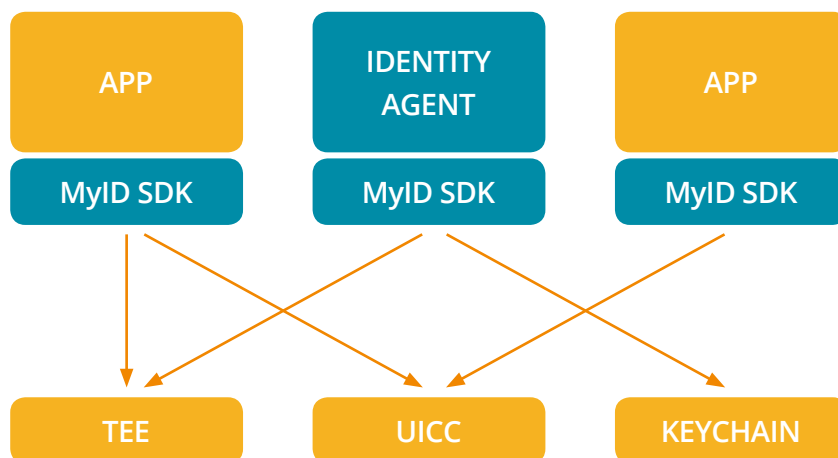 APP
IDENTITY
AGENT
APP
MyID SDK
MyID SDK
MyID SDK
TEE
UICC
KEYCHAIN